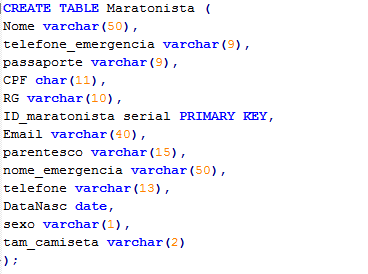 CREATE TABLE Maratonista (
Nome varchar(50),
telefone_emergencia varchar(9),
passaporte varchar(9),
CPF char(11),
RG varchar(10),
ID_maratonista serial PRIMARY KEY,
Email varchar(40),
parentesco varchar(15),
nome_emergencia varchar(50),
telefone varchar(13),
DataNasc date,
sexo varchar(1),
tam_camiseta varchar(2)
);